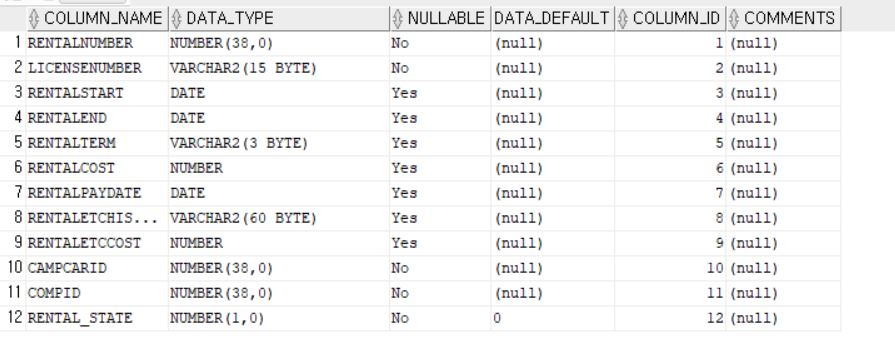 COLUMN_NAME DATA_TYPE NULLABLE DATA_DEFAULT COLUMN_ID COMMENTS
1 RENTALNUMBER NUMBER(38,0) No (null) 1 (null)
2 LICENSENUMBER VARCHAR2(15 BYTE) No (null) 2 (null)
3 RENTALSTART DATE Yes (null) 3 (null)
4 RENTALEND DATE Yes (null) 4 (null)
5 RENTALTERM VARCHAR2(3 BYTE) Yes (null) 5 (null)
6 RENTALCOST NUMBER Yes (null) 6 (null)
7 RENTALPAYDATE DATE Yes (null) 7 (null)
8 RENTALETCHIS... VARCHAR2(60 BYTE) Yes (null) 8 (null)
9 RENTALETCCOST NUMBER Yes (null) 9 (null)
10 CAMPCARID NUMBER(38,0) No (null) 10 (null)
11 COMPID NUMBER(38,0) No (null) 11 (null)
12 RENTAL_STATE NUMBER(1,0) No 0 12 (null)